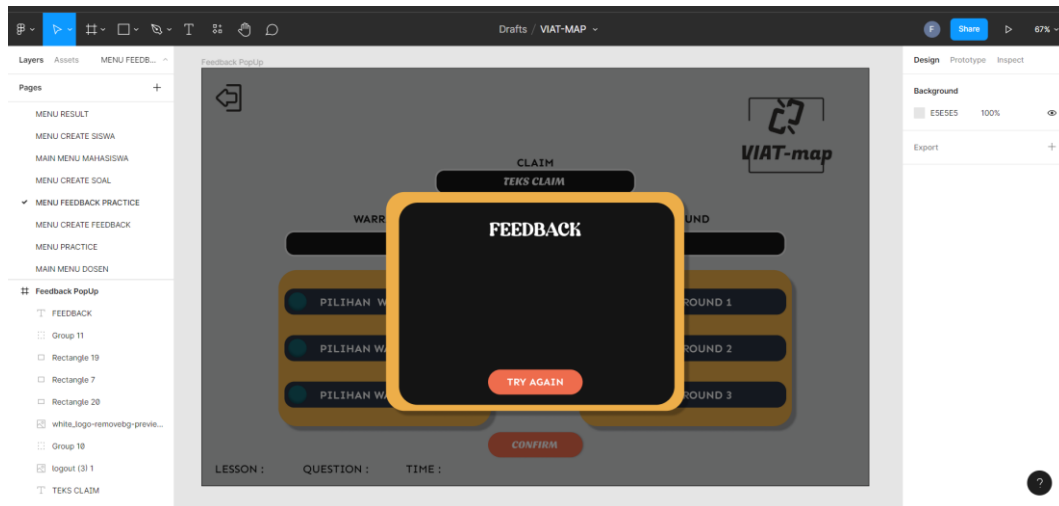 Drafts / VIAT-MAP
F
Share
67%
Layers
Assets
MENU FEEDB...
Pages
MENU RESULT
MENU CREATE SISWA
MAIN MENU MAHASISWA
MENU CREATE SOAL
MENU FEEDBACK PRACTICE
MENU CREATE FEEDBACK
MENU PRACTICE
MAIN MENU DOSEN
Feedback PopUp
FEEDBACK
Group 11
Rectangle 19
Rectangle 7
Rectangle 20
white_logo-removebg-previe...
Group 10
logout (3) 1
TEKS CLAIM
Feedback PopUp
VIAT-map
CLAIM
TEKS CLAIM
WARR
UND
FEEDBACK
PILIHAN W
ROUND 1
PILIHAN WA
ROUND 2
PILIHAN WA
ROUND 3
TRY AGAIN
CONFIRM
LESSON :
QUESTION :
TIME :
Design
Prototype
Inspect
Background
E5E5E5
100%
Export
?